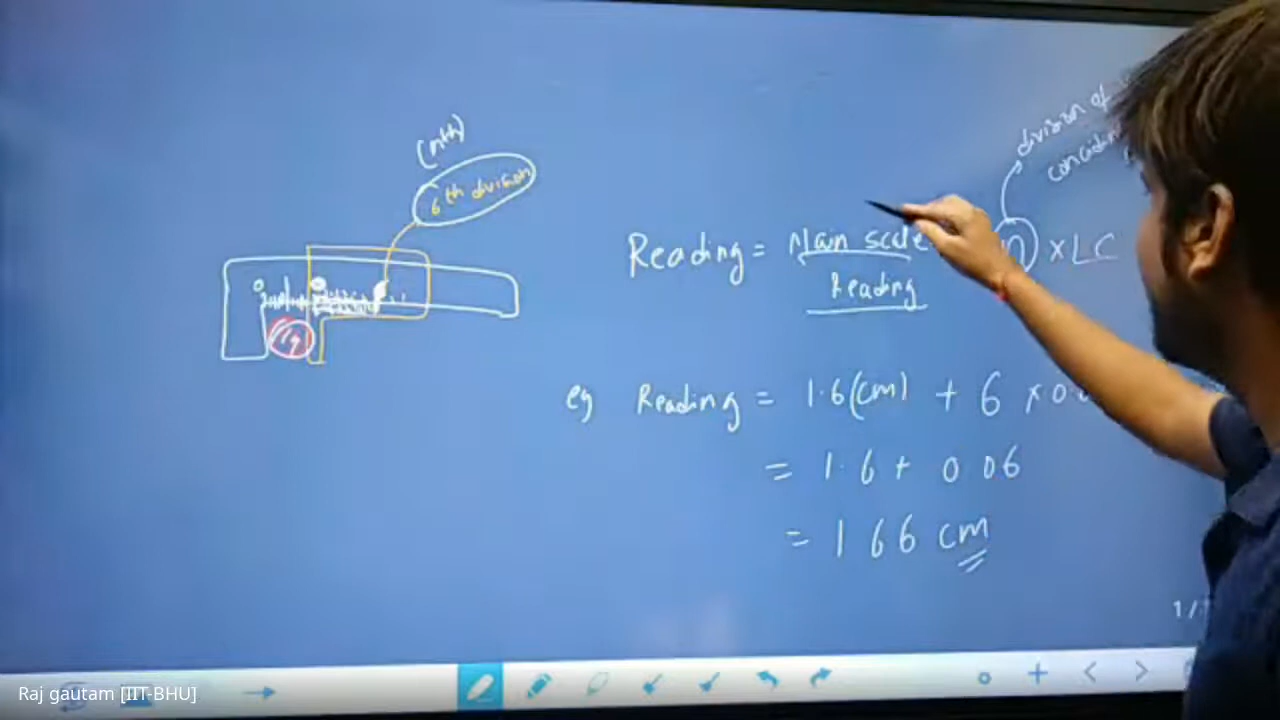 (nth)
6th division
division of
Reading = Main scale
Reading
n × LC
eg Reading = 1.6(cm) + 6 × 0.0
= 1.6 + 0.06
= 1.66 cm
1/
Raj gautam [IIT-BHU]